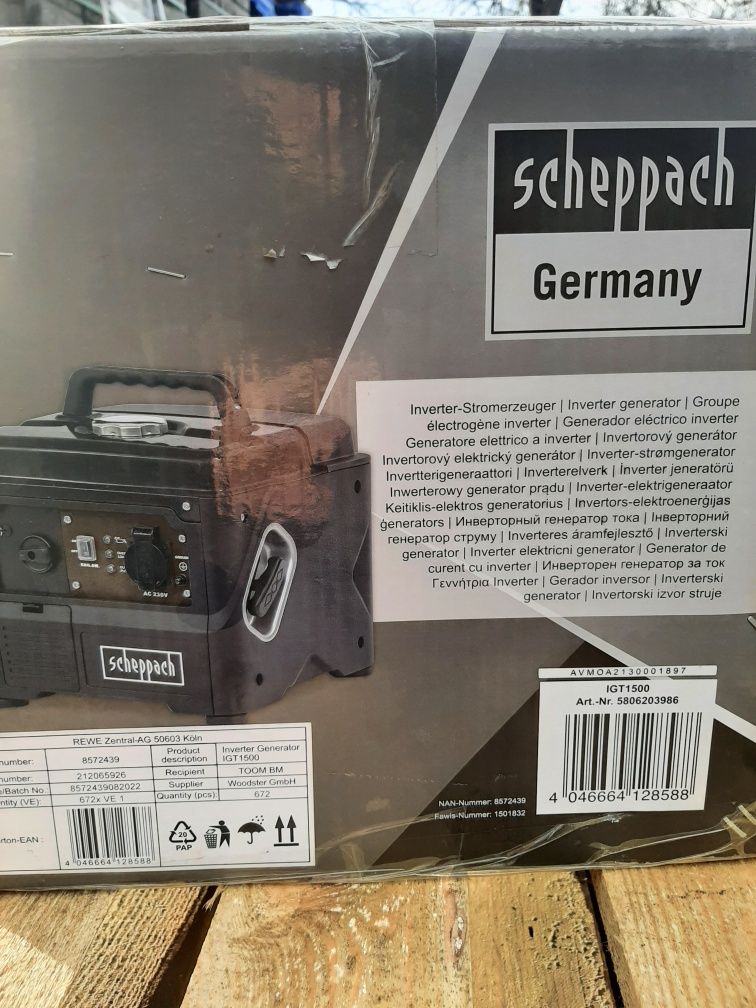 scheppach
Germany
Inverter-Stromerzeuger | Inverter generator | Groupe
électrogène inverter | Generador eléctrico inverter
Generatore elettrico a inverter | Invertorový generátor
Invertorový elektrický generátor | Inverter-strømgenerator
Invertterigeneraattori | Inverterelverk | İnverter jeneratörü
Inwerterowy generator prądu | Inverter-elektrigeneraator
Keitiklis-elektros generatorius | Invertors-elektroenerģijas
ģenerators | Инверторный генератор тока | Інверторний
генератор струму | Inverteres áramfejlesztő | Inverterski
generator | Inverter elektricni generator | Generator de
curent cu inverter | Инверторен генератор за ток
Γεννήτρια Inverter | Gerador inversor | Inverterski
generator | Invertorski izvor struje
AC 230V
scheppach
AVMOA2130001897
IGT1500
Art.-Nr. 5806203986
4 046664 128588
NAN-Nummer: 8572439
Fawis-Nummer: 1501832
REWE Zentral-AG 50603 Köln
number: 8572439 Product description Inverter Generator IGT1500
number: 212065926 Recipient TOOM BM
e/Batch No. 8572439082022 Supplier Woodster GmbH
ntity (VE): 672x VE 1 Quantity (pcs): 672
rton-EAN :
4 046664 128588
20
PAP